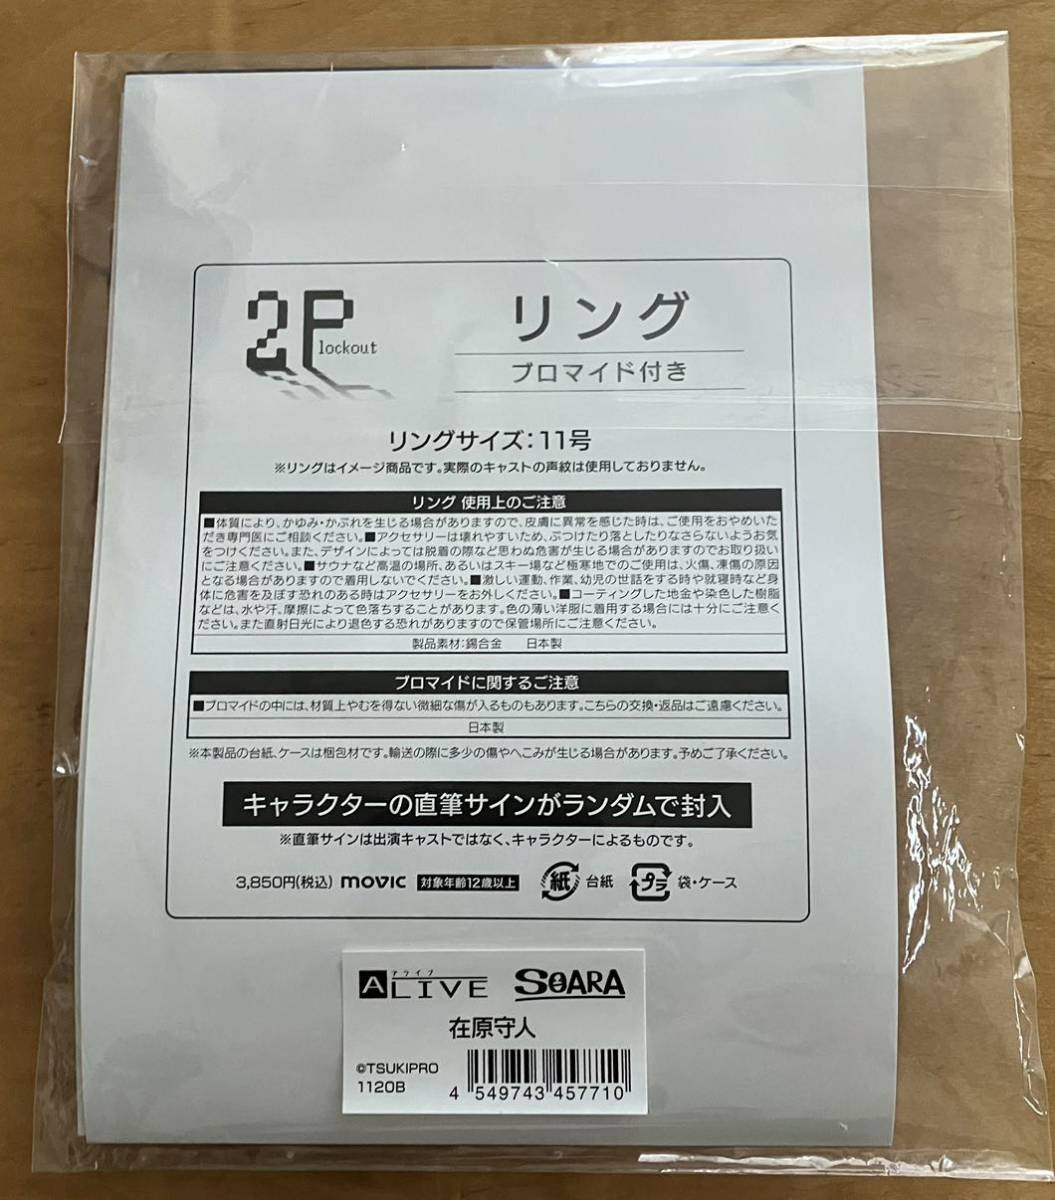 2P
lockout
リング
ブロマイド付き
リングサイズ:11号
※リングはイメージ商品です。実際のキャストの声紋は使用しておりません。
リング 使用上のご注意
■体質により、かゆみ・かぶれを生じる場合がありますので、皮膚に異常を感じた時は、ご使用をおやめいた
だき専門医にご相談ください。■アクセサリーは壊れやすいため、ぶつけたり落としたりなさらないようお気
をつけください。また、デザインによっては脱着の際など思わぬ危害が生じる場合がありますのでお取り扱い
にご注意ください。■サウナなど高温の場所、あるいはスキー場など極寒地でのご使用は、火傷、凍傷の原因
となる場合がありますので着用しないでください。■激しい運動、作業、幼児の世話をする時や就寝時など身
体に危害を及ぼす恐れのある時はアクセサリーをお外しください。■コーティングした地金や染色した樹脂
などは、水や汗、摩擦によって色落ちすることがあります。色の薄い洋服に着用する場合には十分にご注意く
ださい。また直射日光により退色する恐れがありますので保管場所にご注意ください。
製品素材:錫合金 日本製
ブロマイドに関するご注意
■ブロマイドの中には、材質上やむを得ない微細な傷が入るものもあります。こちらの交換・返品はご遠慮ください。
日本製
※本製品の台紙、ケースは梱包材です。輸送の際に多少の傷やへこみが生じる場合があります。予めご了承ください。
キャラクターの直筆サインがランダムで封入
※直筆サインは出演キャストではなく、キャラクターによるものです。
3,850円(税込) movic 対象年齢12歳以上 紙 台紙 プラ 袋・ケース
アライブ
ALIVE SOARA
在原守人
©TSUKIPRO
1120B
4 549743 457710